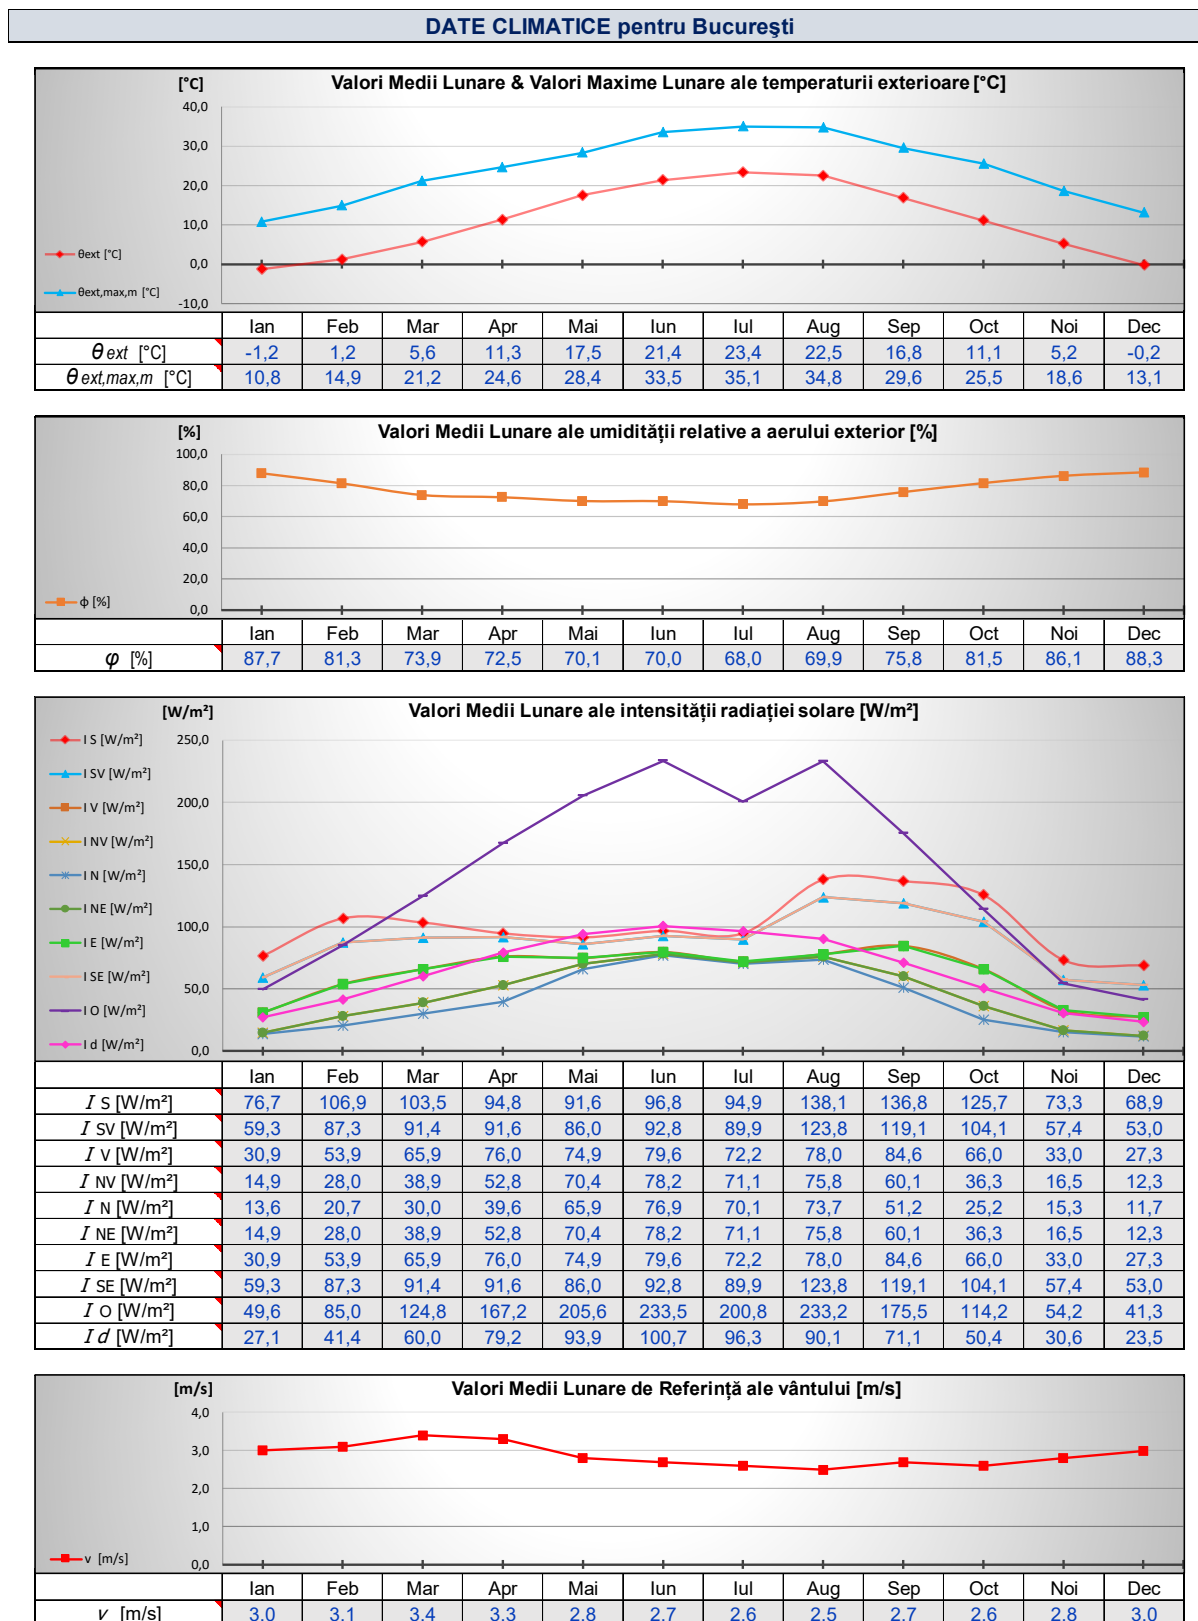 DATE CLIMATICE pentru Bucureşti
[°C] Valori Medii Lunare & Valori Maxime Lunare ale temperaturii exterioare [°C]
40,0
30,0
20,0
10,0
θext [°C] 0,0
θext,max,m [°C] -10,0
Ian Feb Mar Apr Mai Iun Iul Aug Sep Oct Noi Dec
θ ext [°C] -1,2 1,2 5,6 11,3 17,5 21,4 23,4 22,5 16,8 11,1 5,2 -0,2
θ ext,max,m [°C] 10,8 14,9 21,2 24,6 28,4 33,5 35,1 34,8 29,6 25,5 18,6 13,1
[%] Valori Medii Lunare ale umidității relative a aerului exterior [%]
100,0
80,0
60,0
40,0
20,0
ϕ [%] 0,0
Ian Feb Mar Apr Mai Iun Iul Aug Sep Oct Noi Dec
φ [%] 87,7 81,3 73,9 72,5 70,1 70,0 68,0 69,9 75,8 81,5 86,1 88,3
[W/m²] Valori Medii Lunare ale intensității radiației solare [W/m²]
I S [W/m²] 250,0
I SV [W/m²]
I V [W/m²] 200,0
I NV [W/m²] 150,0
I N [W/m²]
I NE [W/m²] 100,0
I E [W/m²]
I SE [W/m²] 50,0
I O [W/m²]
I d [W/m²] 0,0
Ian Feb Mar Apr Mai Iun Iul Aug Sep Oct Noi Dec
I S [W/m²] 76,7 106,9 103,5 94,8 91,6 96,8 94,9 138,1 136,8 125,7 73,3 68,9
I SV [W/m²] 59,3 87,3 91,4 91,6 86,0 92,8 89,9 123,8 119,1 104,1 57,4 53,0
I V [W/m²] 30,9 53,9 65,9 76,0 74,9 79,6 72,2 78,0 84,6 66,0 33,0 27,3
I NV [W/m²] 14,9 28,0 38,9 52,8 70,4 78,2 71,1 75,8 60,1 36,3 16,5 12,3
I N [W/m²] 13,6 20,7 30,0 39,6 65,9 76,9 70,1 73,7 51,2 25,2 15,3 11,7
I NE [W/m²] 14,9 28,0 38,9 52,8 70,4 78,2 71,1 75,8 60,1 36,3 16,5 12,3
I E [W/m²] 30,9 53,9 65,9 76,0 74,9 79,6 72,2 78,0 84,6 66,0 33,0 27,3
I SE [W/m²] 59,3 87,3 91,4 91,6 86,0 92,8 89,9 123,8 119,1 104,1 57,4 53,0
I O [W/m²] 49,6 85,0 124,8 167,2 205,6 233,5 200,8 233,2 175,5 114,2 54,2 41,3
I d [W/m²] 27,1 41,4 60,0 79,2 93,9 100,7 96,3 90,1 71,1 50,4 30,6 23,5
[m/s] Valori Medii Lunare de Referință ale vântului [m/s]
4,0
3,0
2,0
1,0
v [m/s] 0,0
Ian Feb Mar Apr Mai Iun Iul Aug Sep Oct Noi Dec
v [m/s] 3,0 3,1 3,4 3,3 2,8 2,7 2,6 2,5 2,7 2,6 2,8 3,0